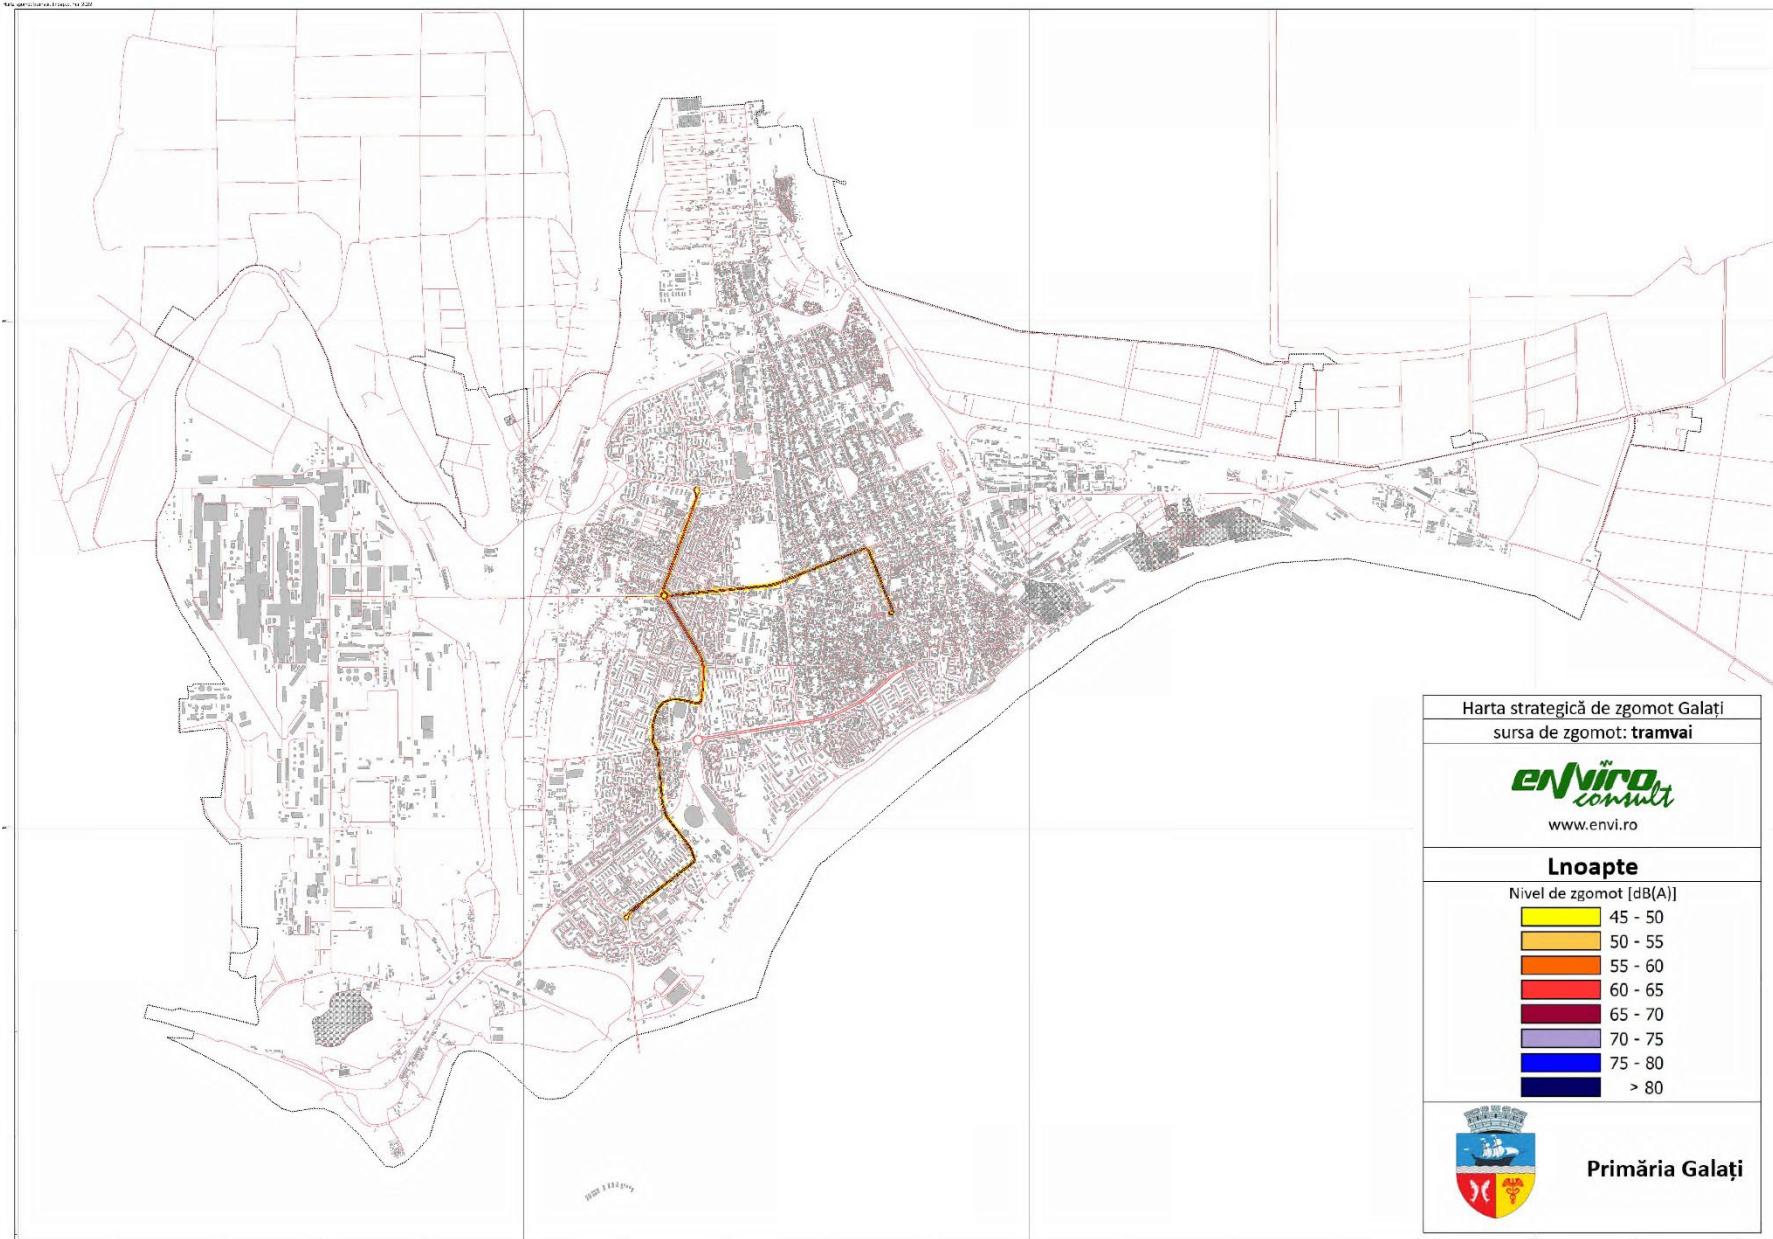 Harta strategică de zgomot Galați
sursa de zgomot: tramvai
enviro
consult
www.envi.ro
Lnoapte
Nivel de zgomot [dB(A)]
45 - 50
50 - 55
55 - 60
60 - 65
65 - 70
70 - 75
75 - 80
> 80
Primăria Galați